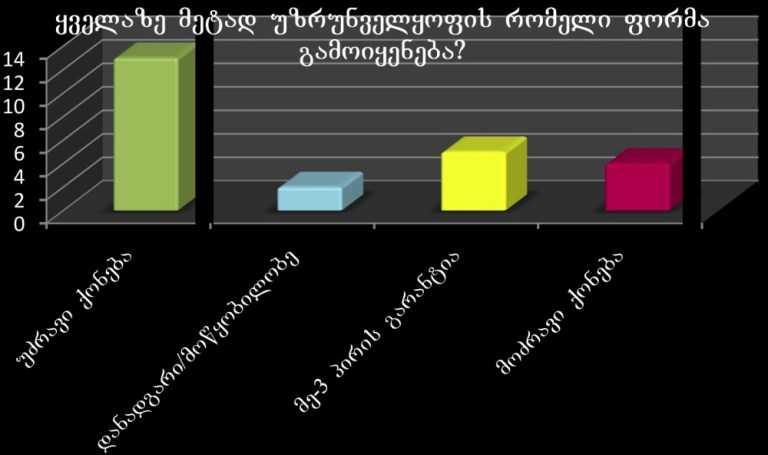 ყველაზე მეტად უზრუნველყოფის რომელი ფორმა
გამოიყენება?
14
12
10
8
6
4
2
0
უძრავი ქონება
დანადგარი/მოწყობილობე
მე-3 პირის გარანტია
მოძრავი ქონება